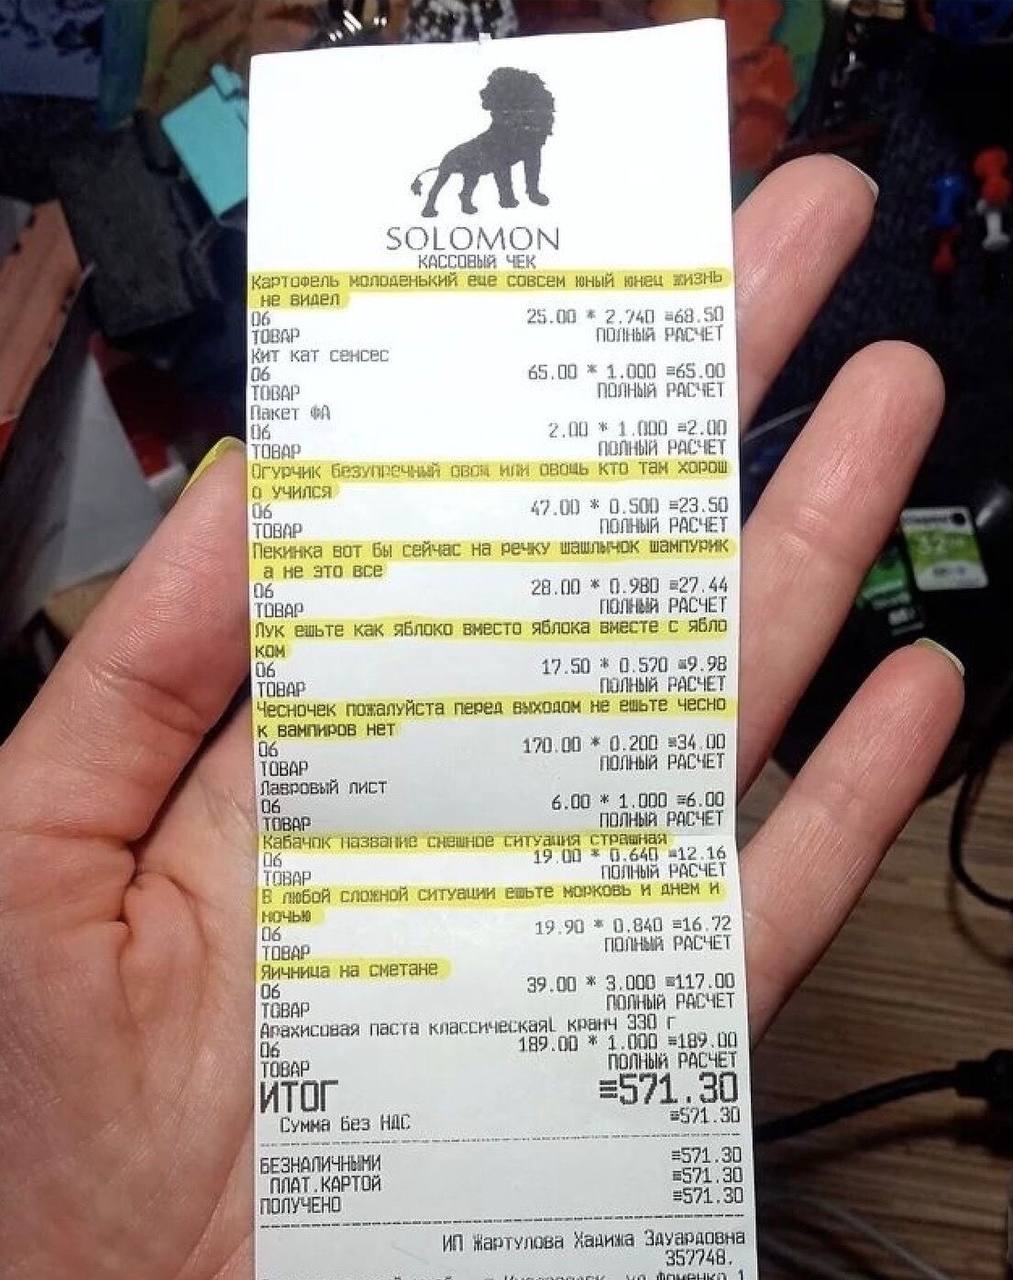 SOLOMON
КАССОВЫЙ ЧЕК
Картофель молоденький еще совсем юный юнец жизнь
не видел
06 25.00 * 2.740 ≡68.50
ТОВАР ПОЛНЫЙ РАСЧЕТ
Кит кат сенсес
06 65.00 * 1.000 ≡65.00
ТОВАР ПОЛНЫЙ РАСЧЕТ
Пакет ФА
06 2.00 * 1.000 ≡2.00
ТОВАР ПОЛНЫЙ РАСЧЕТ
Огурчик безупречный овощ или овощь кто там хорош
о учился
06 47.00 * 0.500 ≡23.50
ТОВАР ПОЛНЫЙ РАСЧЕТ
Пекинка вот бы сейчас на речку шашлычок шампурик
а не это все
06 28.00 * 0.980 ≡27.44
ТОВАР ПОЛНЫЙ РАСЧЕТ
Лук ешьте как яблоко вместо яблока вместе с ябло
ком
06 17.50 * 0.570 ≡9.98
ТОВАР ПОЛНЫЙ РАСЧЕТ
Чесночек пожалуйста перед выходом не ешьте чесно
к вампиров нет
06 170.00 * 0.200 ≡34.00
ТОВАР ПОЛНЫЙ РАСЧЕТ
Лавровый лист
06 6.00 * 1.000 ≡6.00
ТОВАР ПОЛНЫЙ РАСЧЕТ
Кабачок название смешное ситуация страшная
06 19.00 * 0.640 ≡12.16
ТОВАР ПОЛНЫЙ РАСЧЕТ
В любой сложной ситуации ешьте морковь и днем и
ночью
06 19.90 * 0.840 ≡16.72
ТОВАР ПОЛНЫЙ РАСЧЕТ
Яичница на сметане
06 39.00 * 3.000 ≡117.00
ТОВАР ПОЛНЫЙ РАСЧЕТ
Арахисовая паста классическаяl кранч 330 г
06 189.00 * 1.000 ≡189.00
ТОВАР ПОЛНЫЙ РАСЧЕТ
ИТОГ ≡571.30
Сумма без НДС ≡571.30
БЕЗНАЛИЧНЫМИ ≡571.30
ПЛАТ.КАРТОЙ ≡571.30
ПОЛУЧЕНО ≡571.30
ИП Жартулова Хадижа Эдуардовна
357748,
ул Фоменко 1